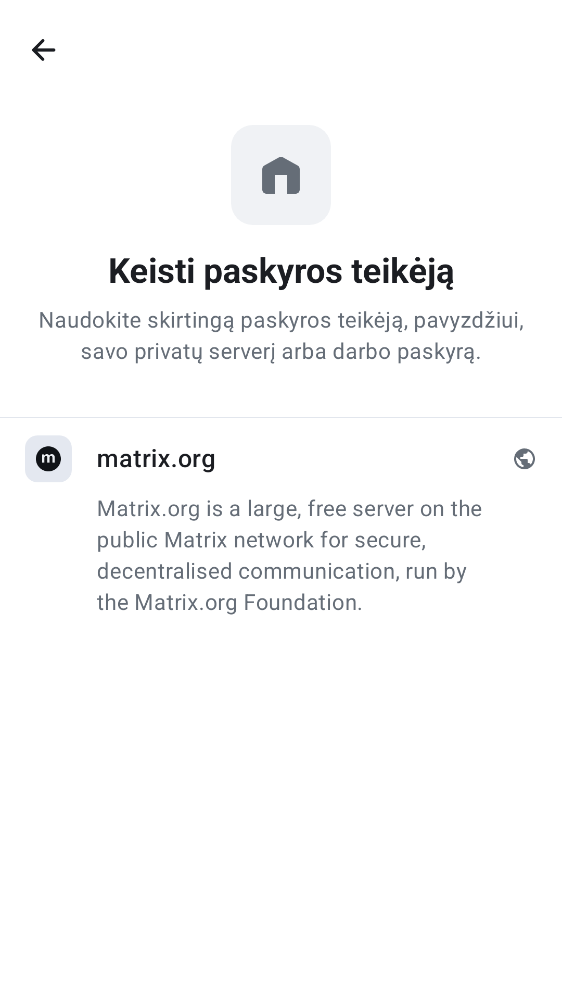 Keisti paskyros teikėją
Naudokite skirtingą paskyros teikėją, pavyzdžiui,
savo privatų serverį arba darbo paskyrą.
m
matrix.org
Matrix.org is a large, free server on the
public Matrix network for secure,
decentralised communication, run by
the Matrix.org Foundation.